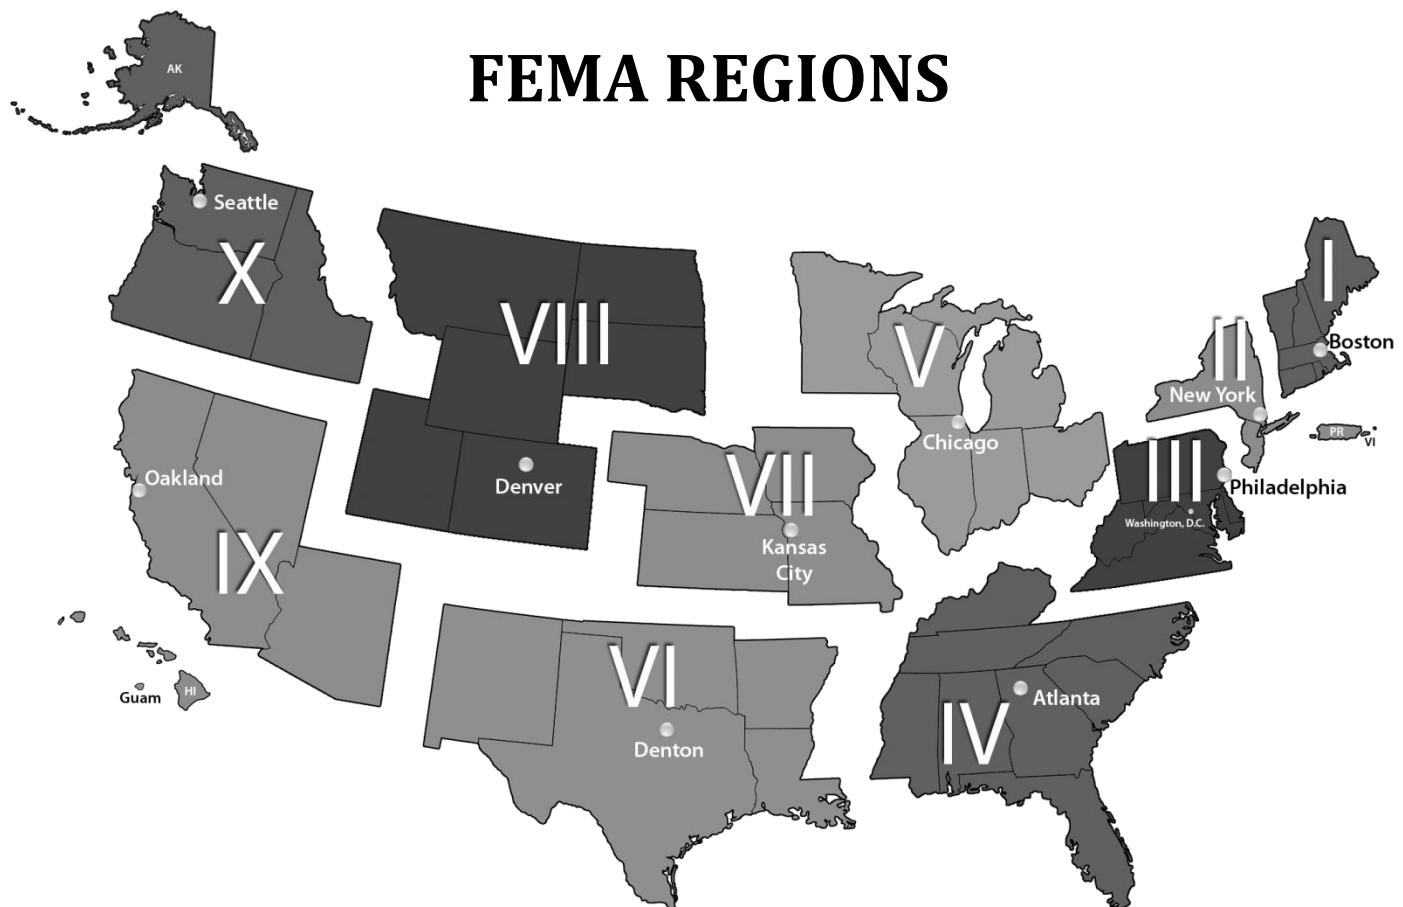 FEMA REGIONS
AK
Seattle
X
VIII
V
I
II
Boston
New York
PR
VI
Chicago
III
Philadelphia
Washington, D.C.
Oakland
Denver
VII
Kansas
City
IX
Guam
HI
VI
Denton
Atlanta
IV